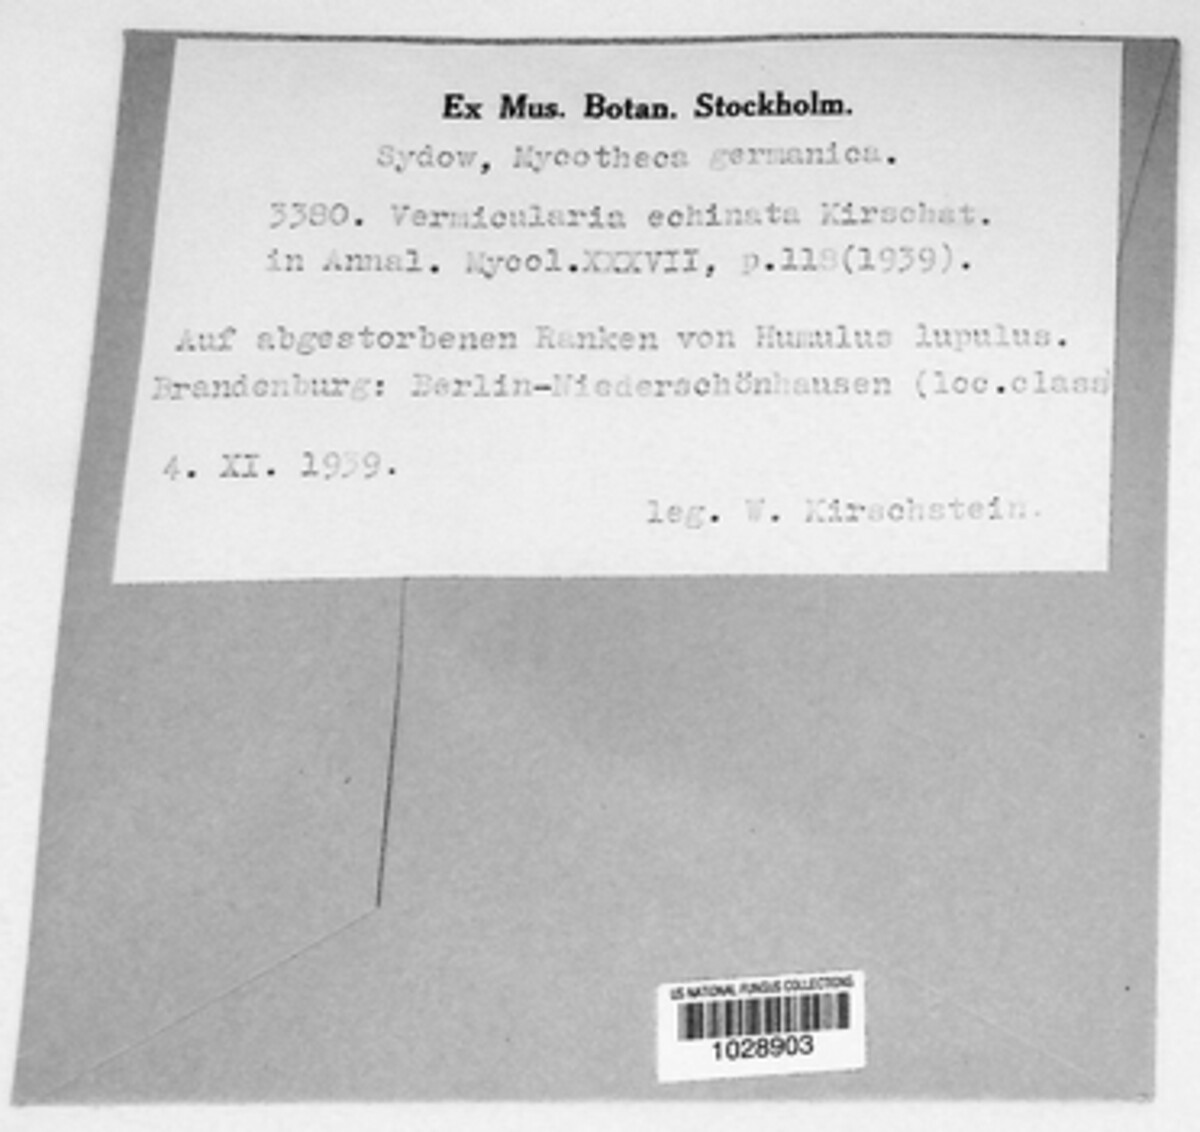 Ex Mus. Botan. Stockholm.
Sydow, Mycotheca germanica.
3380. Vermicularia echinata Kirschst.
in Annal. Mycol.XXXVII, p.118(1939).
Auf abgestorbenen Ranken von Humulus lupulus.
Brandenburg: Berlin-Niederschönhausen (loc.class
4. XI. 1939.
leg. W. Kirschstein.
US NATIONAL FUNGUS COLLECTIONS
1028903